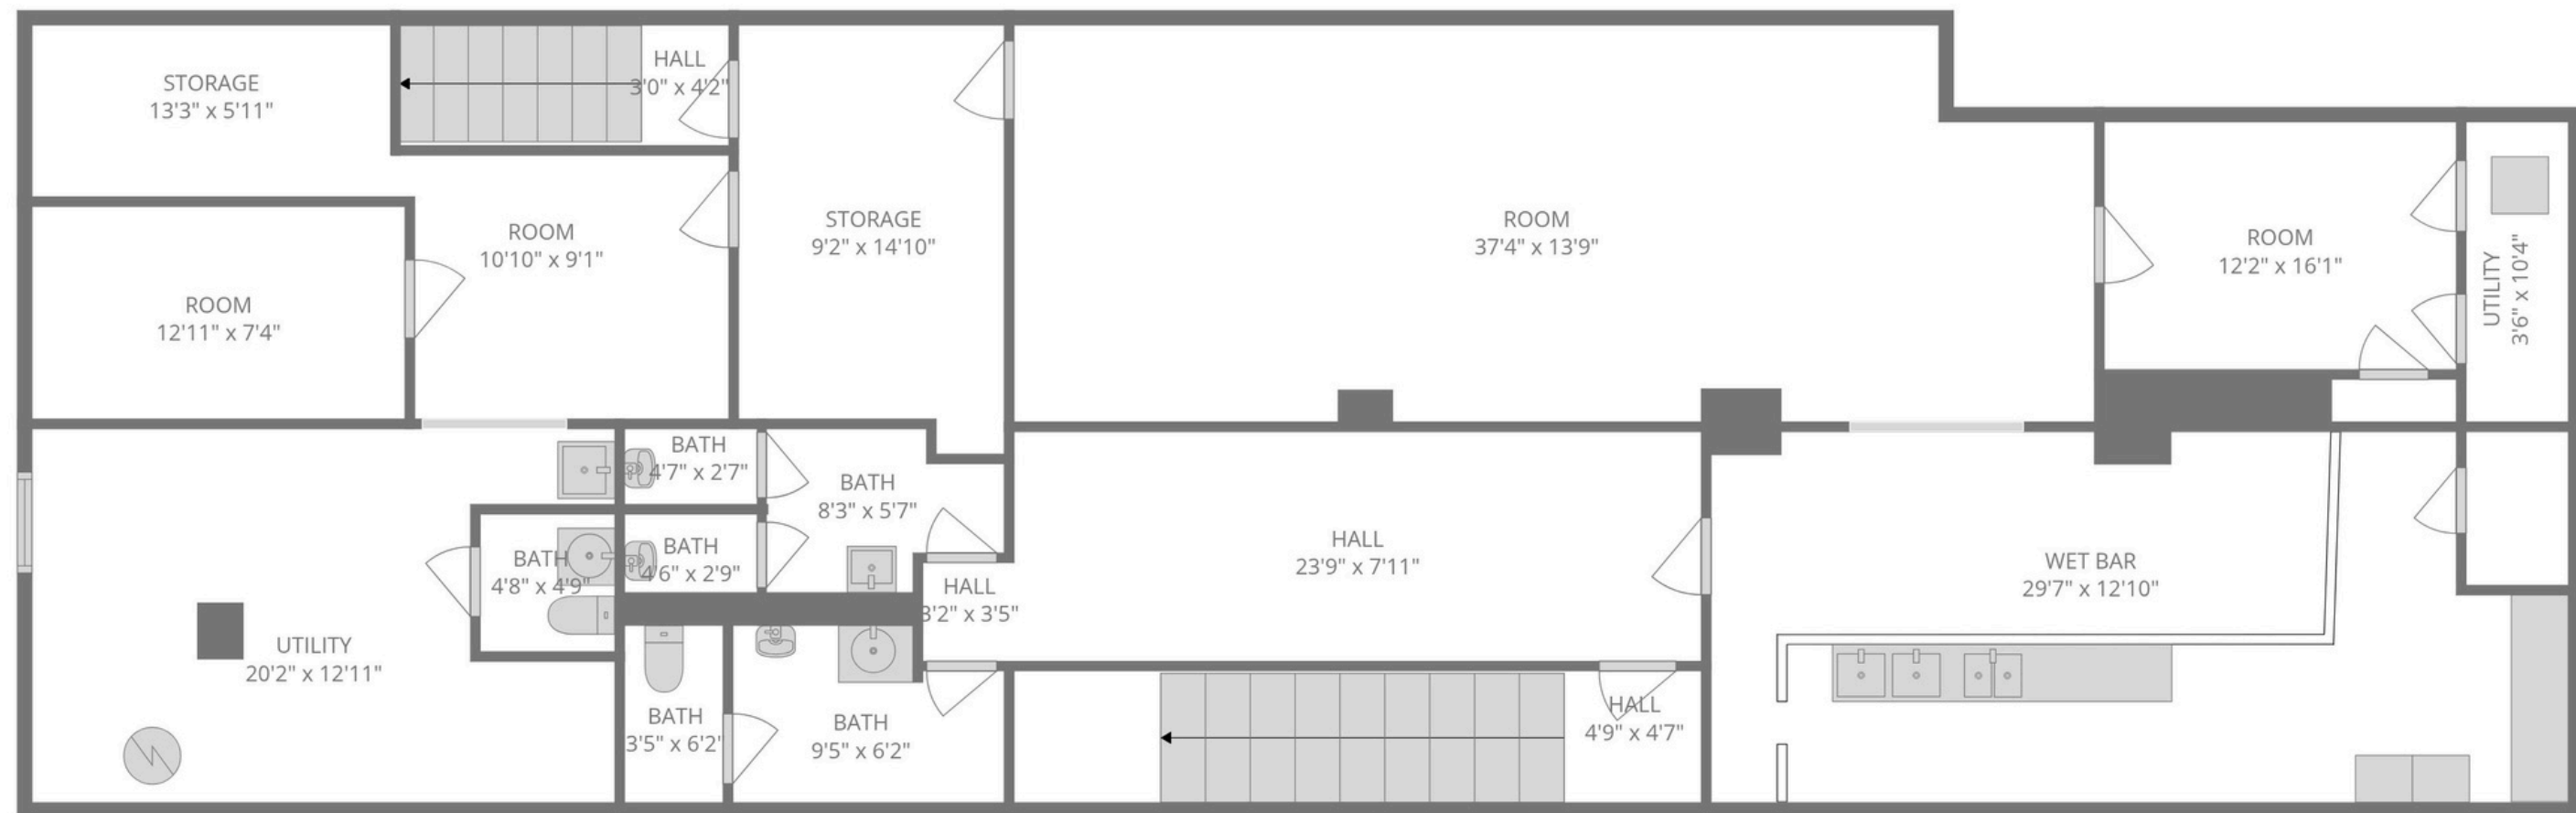 STORAGE
13'3" x 5'11"
HALL
3'0" x 4'2"
ROOM
12'11" x 7'4"
ROOM
10'10" x 9'1"
STORAGE
9'2" x 14'10"
ROOM
37'4" x 13'9"
ROOM
12'2" x 16'1"
UTILITY
3'6" x 10'4"
UTILITY
20'2" x 12'11"
BATH
4'8" x 4'9"
BATH
4'7" x 2'7"
BATH
4'6" x 2'9"
BATH
8'3" x 5'7"
HALL
3'2" x 3'5"
BATH
3'5" x 6'2"
BATH
9'5" x 6'2"
HALL
23'9" x 7'11"
HALL
4'9" x 4'7"
WET BAR
29'7" x 12'10"